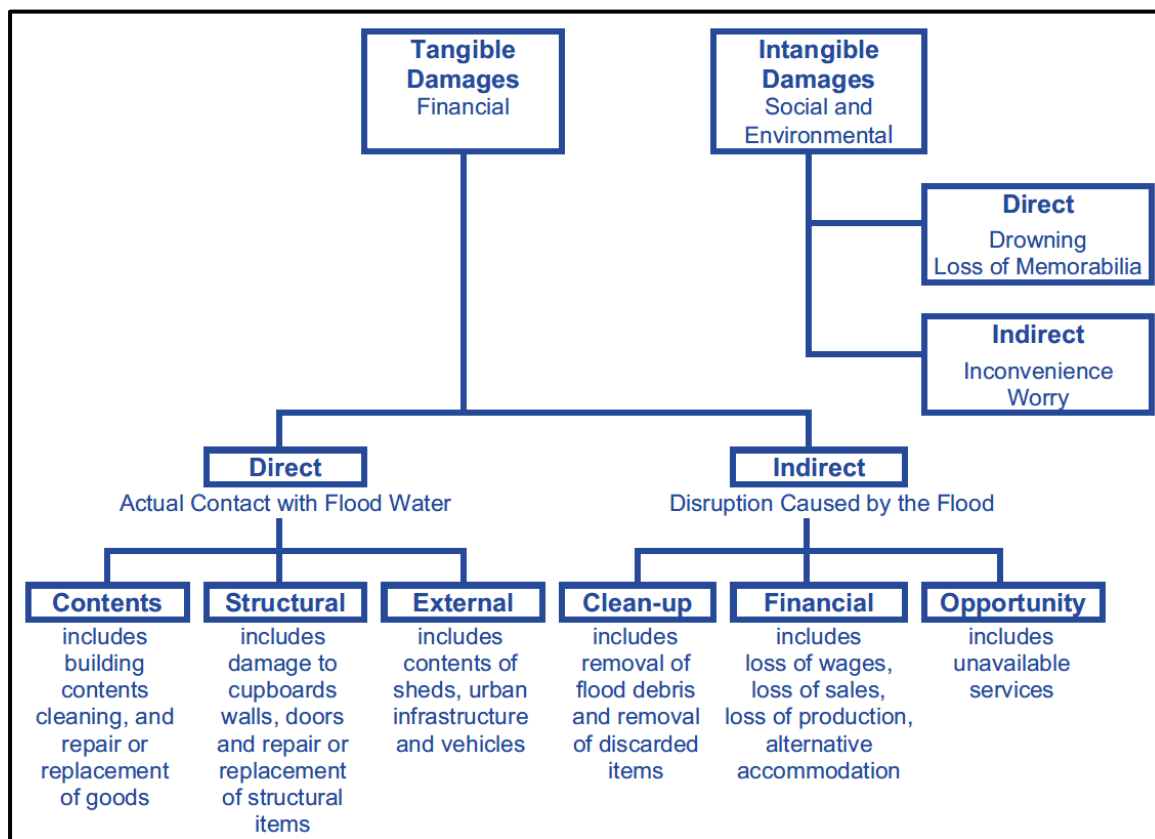 Tangible
Damages
Financial
Intangible
Damages
Social and
Environmental
Direct
Drowning
Loss of Memorabilia
Indirect
Inconvenience
Worry
Direct
Actual Contact with Flood Water
Indirect
Disruption Caused by the Flood
Contents
includes
building
contents
cleaning, and
repair or
replacement
of goods
Structural
includes
damage to
cupboards
walls, doors
and repair or
replacement
of structural
items
External
includes
contents of
sheds, urban
infrastructure
and vehicles
Clean-up
includes
removal of
flood debris
and removal
of discarded
items
Financial
includes
loss of wages,
loss of sales,
loss of production,
alternative
accommodation
Opportunity
includes
unavailable
services